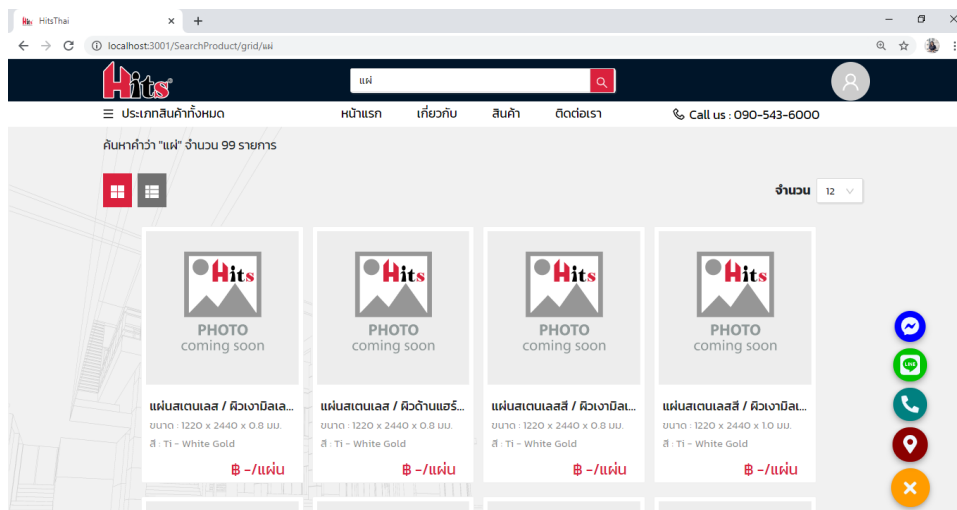 HitsThai
localhost:3001/SearchProduct/grid/แผ่
Hits
แผ่
ประเภทสินค้าทั้งหมด
หน้าแรก
เกี่ยวกับ
สินค้า
ติดต่อเรา
Call us : 090-543-6000
ค้นหาคำว่า "แผ่" จำนวน 99 รายการ
จำนวน 12
Hits
PHOTO
coming soon
Hits
PHOTO
coming soon
Hits
PHOTO
coming soon
Hits
PHOTO
coming soon
แผ่นสเตนเลส / ผิวเงามิลเล...
ขนาด : 1220 x 2440 x 0.8 มม.
สี : Ti - White Gold
฿ -/แผ่น
แผ่นสเตนเลส / ผิวด้านแฮร์...
ขนาด : 1220 x 2440 x 0.8 มม.
สี : Ti - White Gold
฿ -/แผ่น
แผ่นสเตนเลสสี / ผิวเงามิลเ...
ขนาด : 1220 x 2440 x 0.8 มม.
สี : Ti - White Gold
฿ -/แผ่น
แผ่นสเตนเลสสี / ผิวเงามิลเ...
ขนาด : 1220 x 2440 x 1.0 มม.
สี : Ti - White Gold
฿ -/แผ่น
LINE